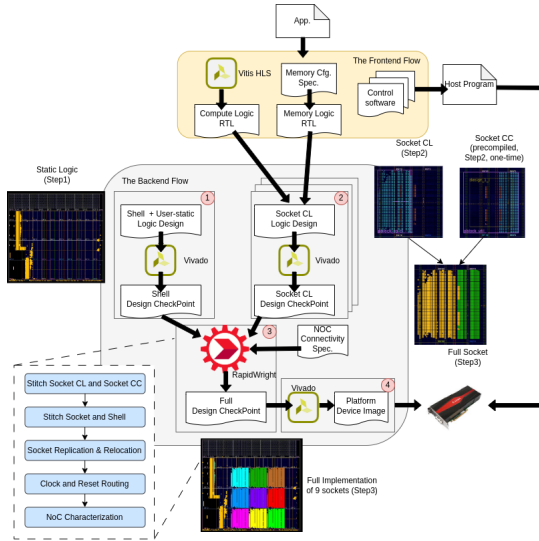 App.
Vitis HLS
Memory Cfg.
Spec.
The Frontend Flow
Control
software
Host Program
Compute Logic
RTL
Memory Logic
RTL
Socket CL
(Step2)
Socket CC
(precompiled,
Step2, one-time)
Static Logic
(Step1)
The Backend Flow
1
2
Shell + User-static
Logic Design
Socket CL
Logic Design
Vivado
Vivado
Shell
Design CheckPoint
Socket CL
Design CheckPoint
Full Socket
(Step3)
3
NOC
Connectivity
Spec.
RapidWright
Stitch Socket CL and Socket CC
Stitch Socket and Shell
Socket Replication & Relocation
Clock and Reset Routing
NoC Characterization
Full
Design CheckPoint
Vivado
4
Platform
Device Image
Full Implementation
of 9 sockets (Step3)